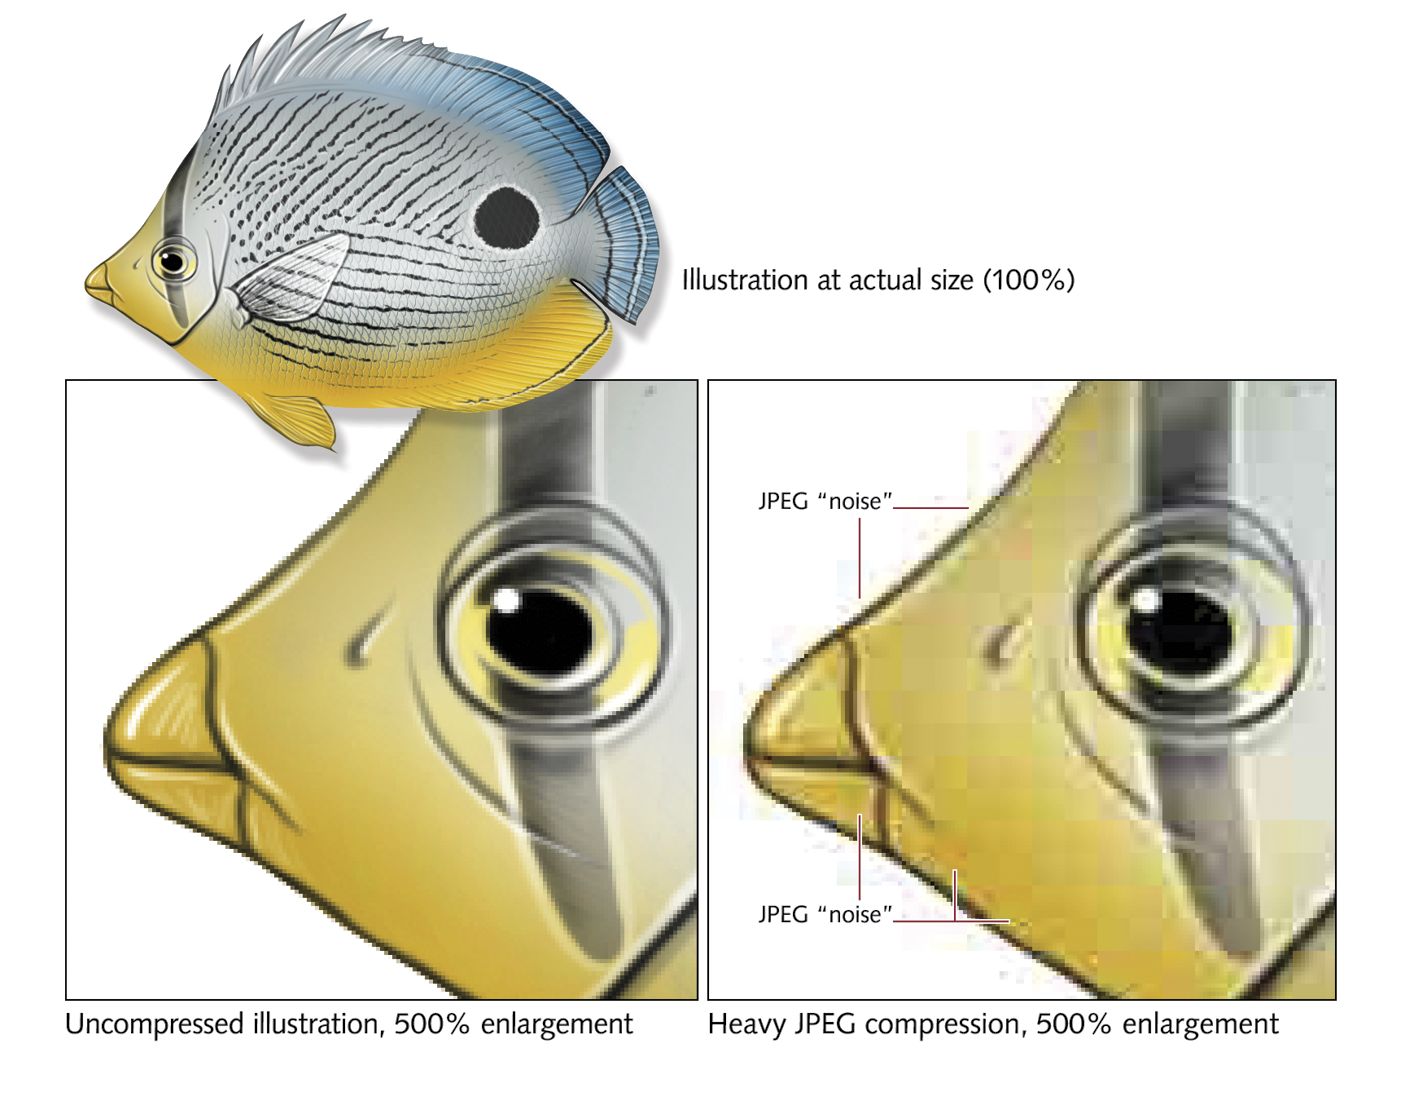 Illustration at actual size (100%)
JPEG “noise”
JPEG “noise”
Uncompressed illustration, 500% enlargement
Heavy JPEG compression, 500% enlargement